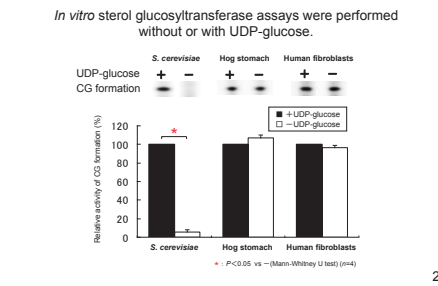 In vitro sterol glucosyltransferase assays were performed
without or with UDP-glucose.
S. cerevisiae Hog stomach Human fibroblasts
UDP-glucose + − + − + −
CG formation
■ +UDP-glucose
□ −UDP-glucose
Relative activity of CG formation (%)
120
100
80
60
40
20
0
*
S. cerevisiae Hog stomach Human fibroblasts
* : P<0.05 vs −(Mann-Whitney U test) (n=4)
2